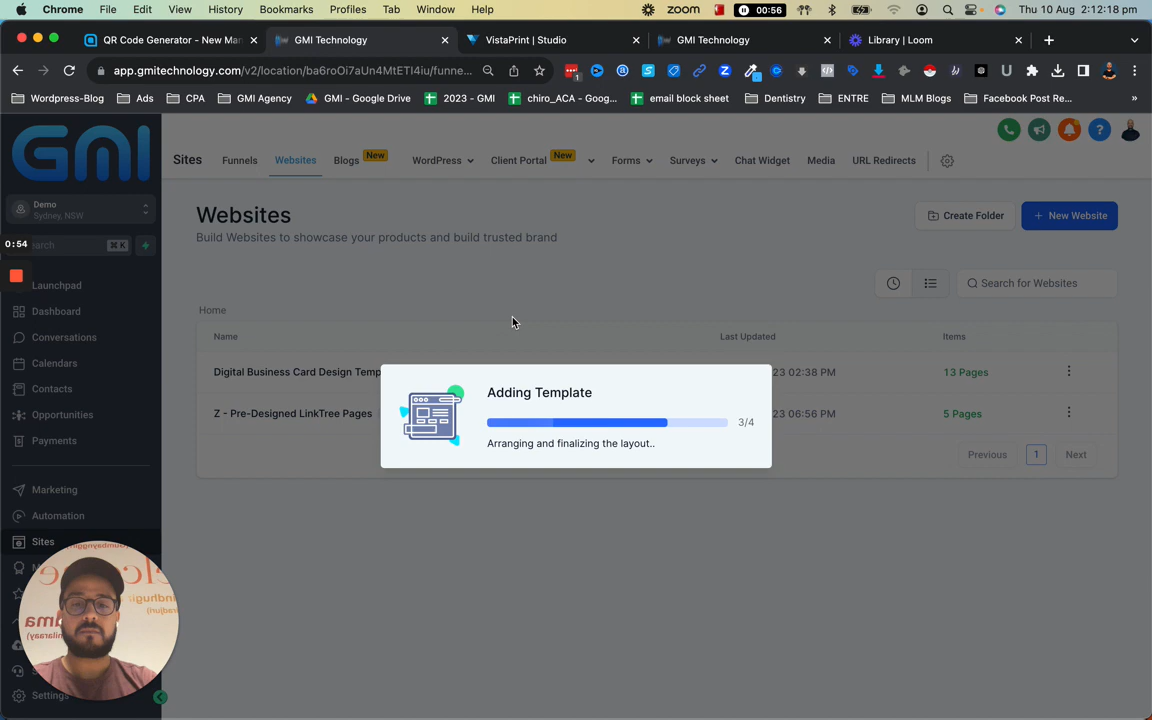 Chrome File Edit View History Bookmarks Profiles Tab Window Help zoom 00:56 Thu 10 Aug 2:12:18 pm
QR Code Generator - New Mar GMI Technology VistaPrint | Studio GMI Technology Library | Loom
app.gmitechnology.com/v2/location/ba6roOi7aUn4MtETI4iu/funne...
Wordpress-Blog Ads CPA GMI Agency GMI - Google Drive 2023 - GMI chiro_ACA - Goog... email block sheet Dentistry ENTRE MLM Blogs Facebook Post Re... »
GMI
Demo
Sydney, NSW
0:54
earch ⌘ K
Launchpad
Dashboard
Conversations
Calendars
Contacts
Opportunities
Payments
Marketing
Automation
Sites
Settings
Sites Funnels Websites Blogs New WordPress Client Portal New Forms Surveys Chat Widget Media URL Redirects
Websites
Build Websites to showcase your products and build trusted brand
Create Folder
+ New Website
Search for Websites
Home
Name Last Updated Items
Digital Business Card Design Temp 23 02:38 PM 13 Pages
Z - Pre-Designed LinkTree Pages 23 06:56 PM 5 Pages
Previous 1 Next
Adding Template
3/4
Arranging and finalizing the layout..